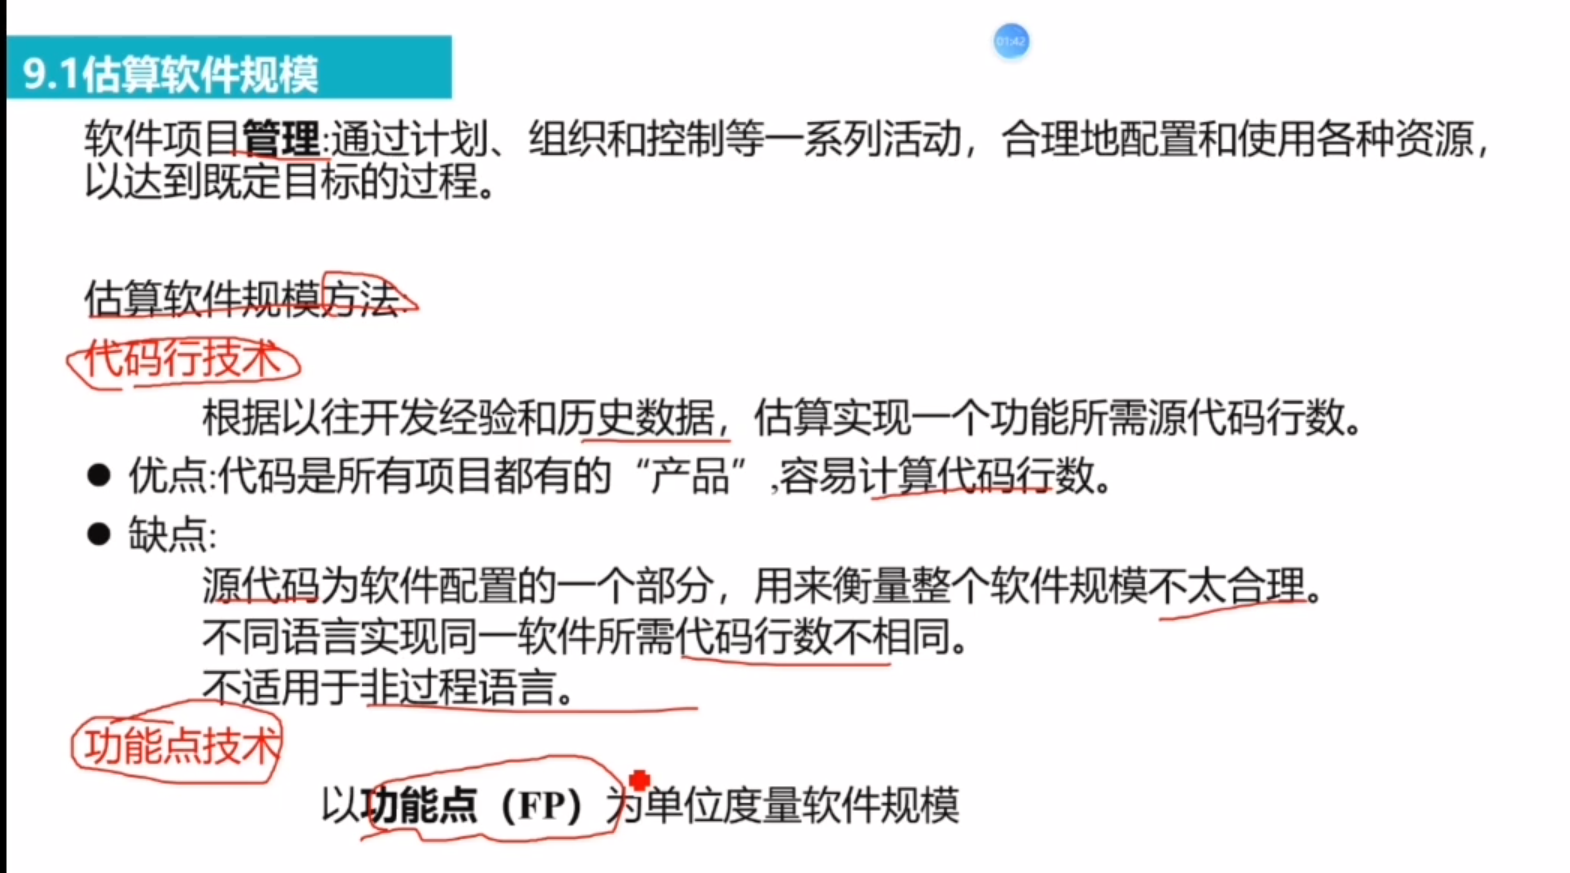 01:42
9.1估算软件规模
软件项目管理:通过计划、组织和控制等一系列活动，合理地配置和使用各种资源，
以达到既定目标的过程。
估算软件规模方法:
代码行技术
根据以往开发经验和历史数据，估算实现一个功能所需源代码行数。
● 优点:代码是所有项目都有的“产品”,容易计算代码行数。
● 缺点:
源代码为软件配置的一个部分，用来衡量整个软件规模不太合理。
不同语言实现同一软件所需代码行数不相同。
不适用于非过程语言。
功能点技术
以功能点（FP）为单位度量软件规模